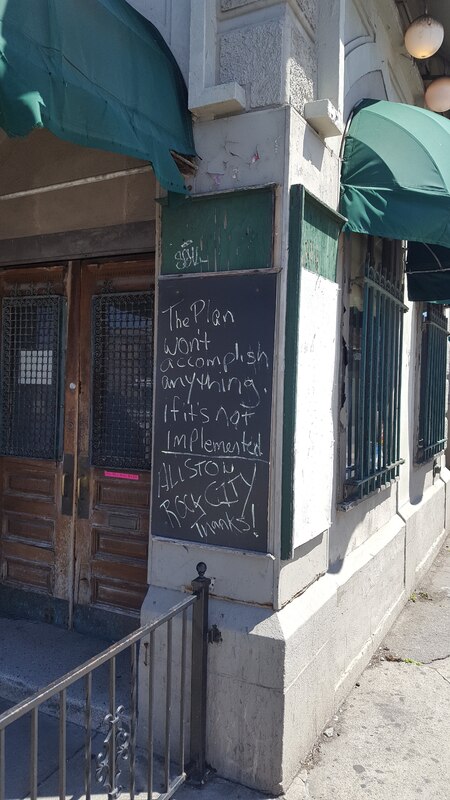 The Plan
won't
accomplish
anything.
If it's not
Implemented
ALLSTON
ROCK CITY
Thanks!